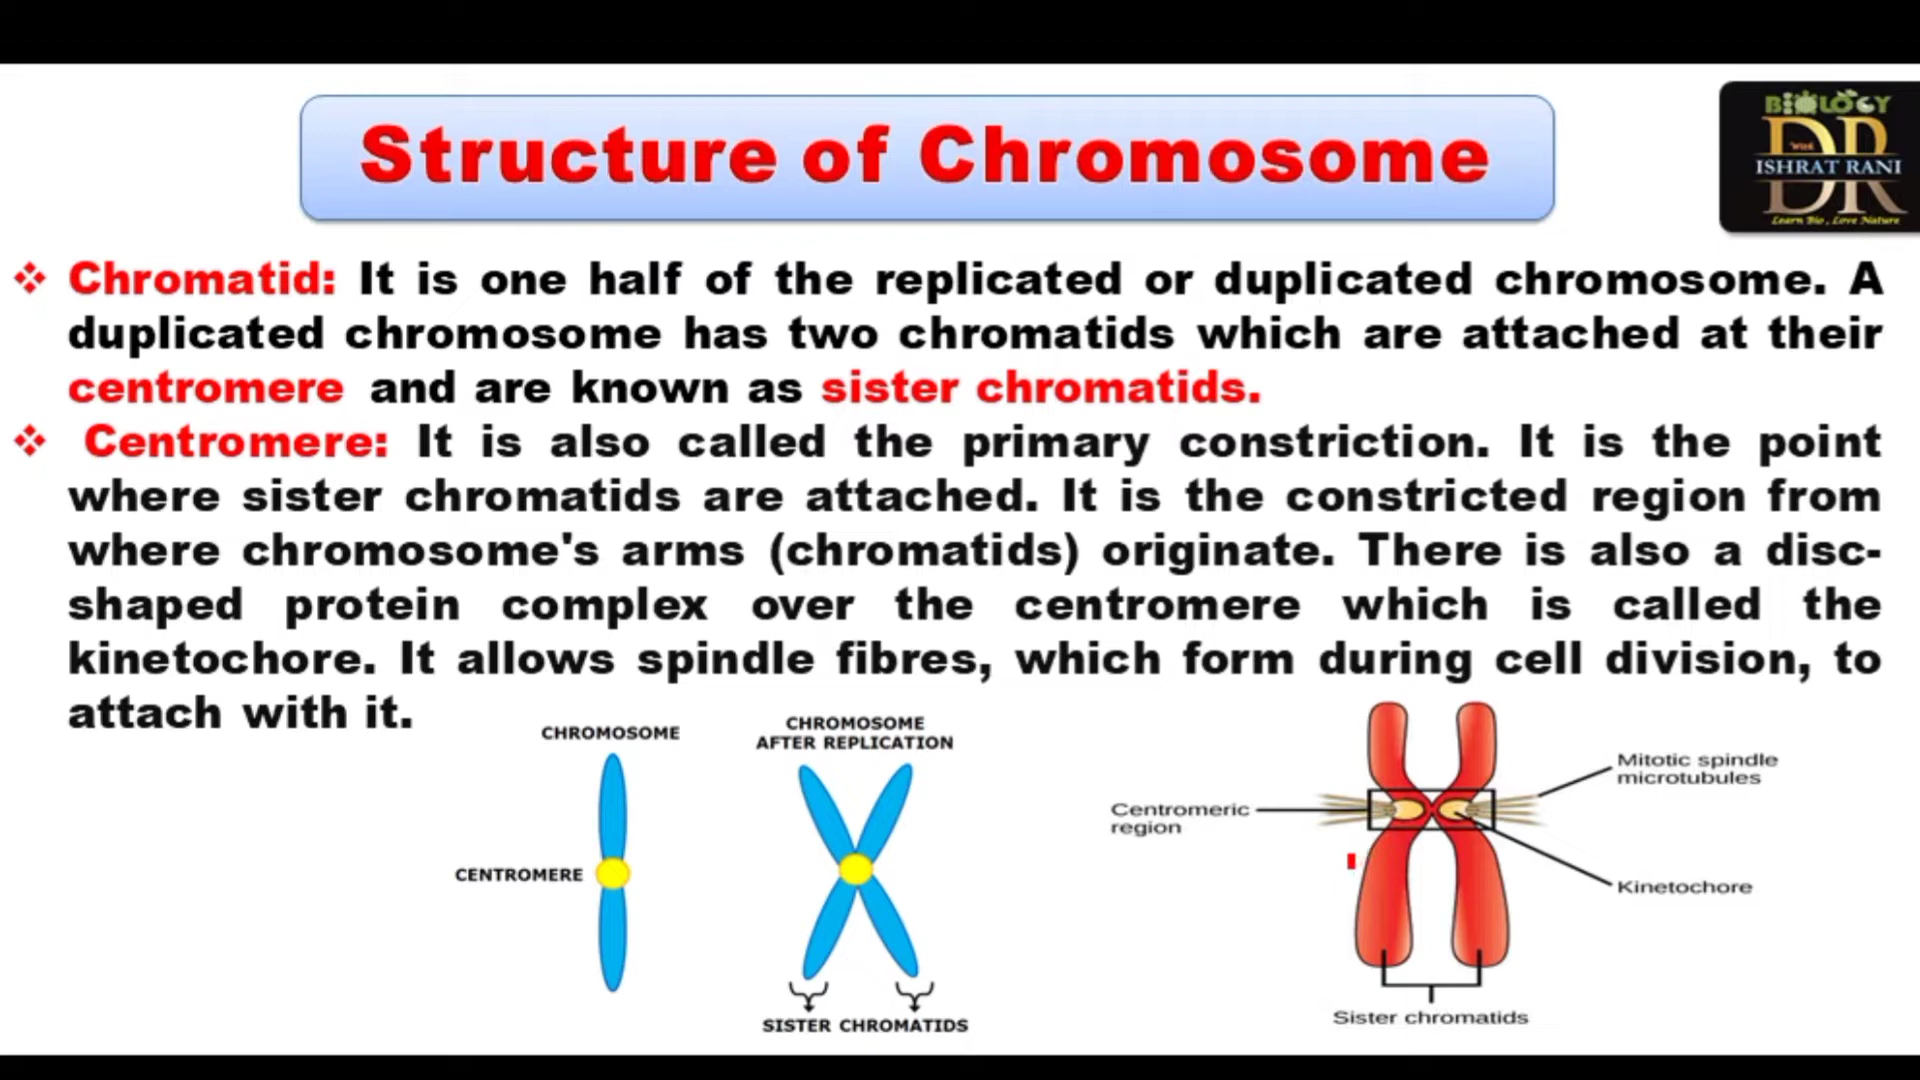 Structure of Chromosome
BIOLOGY
With
DR
ISHRAT RANI
Learn Bio , Love Nature
❖ Chromatid: It is one half of the replicated or duplicated chromosome. A
duplicated chromosome has two chromatids which are attached at their
centromere and are known as sister chromatids.
❖ Centromere: It is also called the primary constriction. It is the point
where sister chromatids are attached. It is the constricted region from
where chromosome's arms (chromatids) originate. There is also a disc-
shaped protein complex over the centromere which is called the
kinetochore. It allows spindle fibres, which form during cell division, to
attach with it.
CHROMOSOME
CENTROMERE
CHROMOSOME
AFTER REPLICATION
SISTER CHROMATIDS
Centromeric
region
Mitotic spindle
microtubules
Kinetochore
Sister chromatids